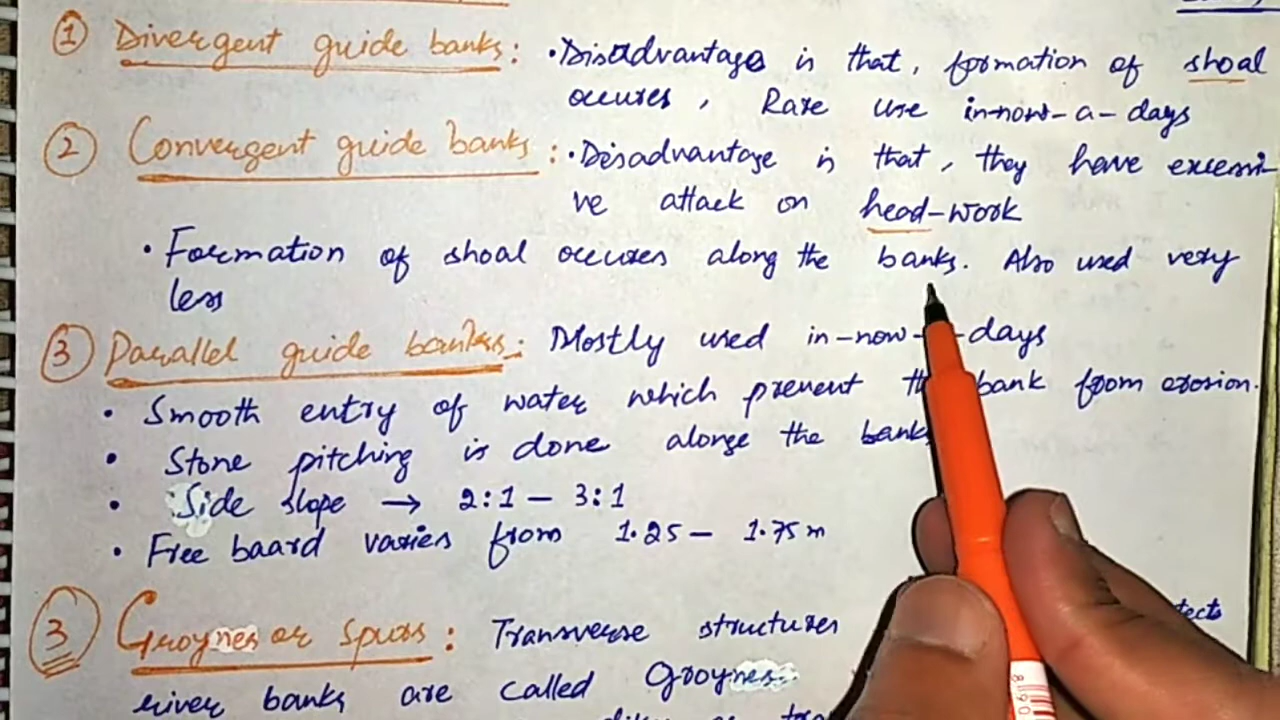 ① Divergent guide banks: • Disadvantage is that, formation of shoal
occures, Rare use in-now-a-days
② Convergent guide banks: • Disadvantage is that, they have excessi-
ve attack on head-work
• Formation of shoal occures along the banks. Also used very
less
③ Parallel guide banks: Mostly used in-now- -days
• Smooth entry of water which prevent bank from erosion.
• Stone pitching is done alonge the bank
• Side slope → 2:1 – 3:1
• Free baard varies from 1.25 – 1.75 m
③ Groynes or spurs: Transverse structures
river banks are called Groynes.